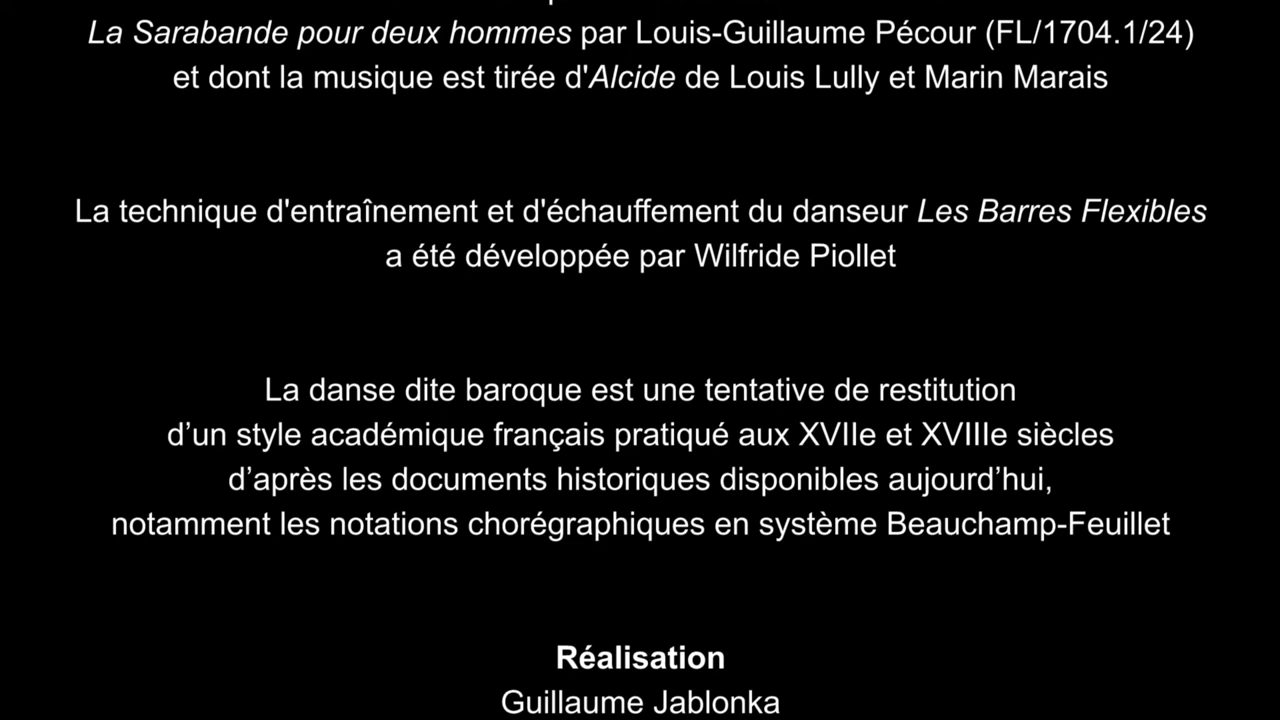 La Sarabande pour deux hommes par Louis-Guillaume Pécour (FL/1704.1/24)
et dont la musique est tirée d'Alcide de Louis Lully et Marin Marais
La technique d'entraînement et d'échauffement du danseur Les Barres Flexibles
a été développée par Wilfride Piollet
La danse dite baroque est une tentative de restitution
d’un style académique français pratiqué aux XVIIe et XVIIIe siècles
d’après les documents historiques disponibles aujourd’hui,
notamment les notations chorégraphiques en système Beauchamp-Feuillet
Réalisation
Guillaume Jablonka